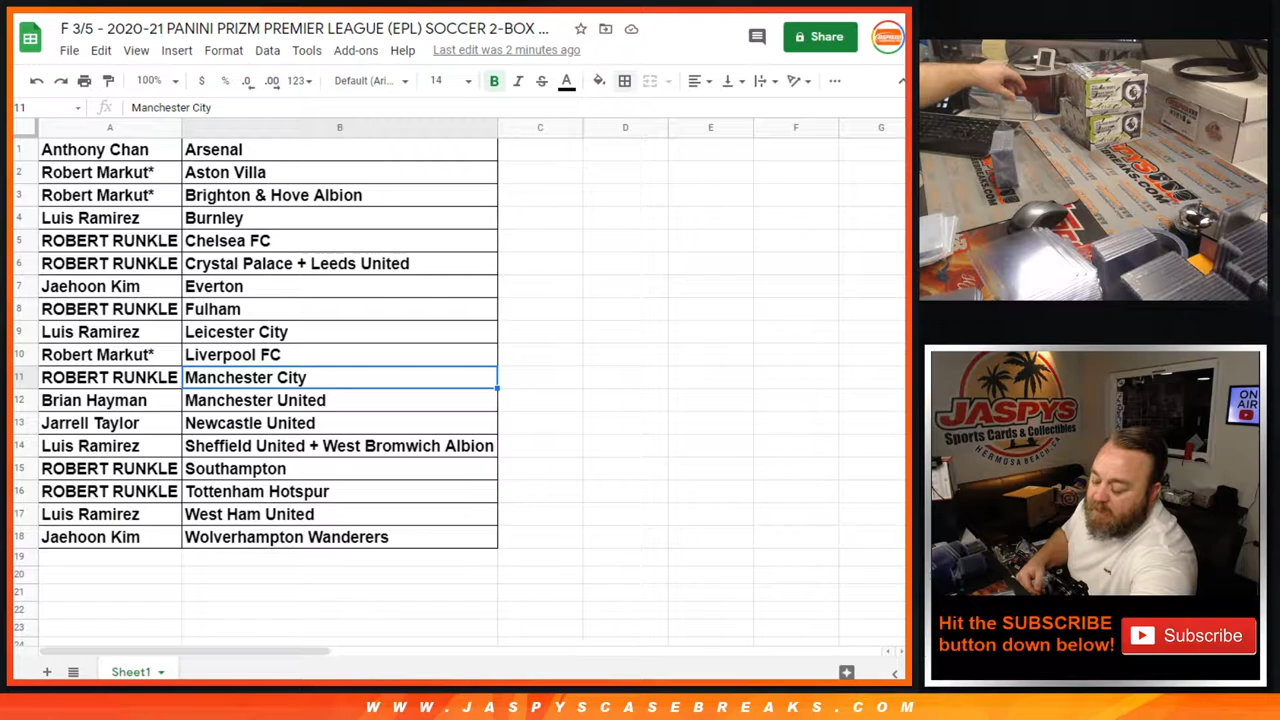 F 3/5 - 2020-21 PANINI PRIZM PREMIER LEAGUE (EPL) SOCCER 2-BOX ...
Share
File Edit View Insert Format Data Tools Add-ons Help Last edit was 2 minutes ago
100% $ % .0 .00 123 Default (Ari... 14 B I S A
11 fx Manchester City
A B C D E F G
1 Anthony Chan Arsenal
2 Robert Markut* Aston Villa
3 Robert Markut* Brighton & Hove Albion
4 Luis Ramirez Burnley
5 ROBERT RUNKLE Chelsea FC
6 ROBERT RUNKLE Crystal Palace + Leeds United
7 Jaehoon Kim Everton
8 ROBERT RUNKLE Fulham
9 Luis Ramirez Leicester City
10 Robert Markut* Liverpool FC
11 ROBERT RUNKLE Manchester City
12 Brian Hayman Manchester United
13 Jarrell Taylor Newcastle United
14 Luis Ramirez Sheffield United + West Bromwich Albion
15 ROBERT RUNKLE Southampton
16 ROBERT RUNKLE Tottenham Hotspur
17 Luis Ramirez West Ham United
18 Jaehoon Kim Wolverhampton Wanderers
19
20
21
22
23
24
Sheet1
JASPYS
Sports Cards & Collectibles
HERMOSA BEACH, CA
ON AIR
Hit the SUBSCRIBE
button down below!
Subscribe
WWW.JASPYSCASEBREAKS.COM